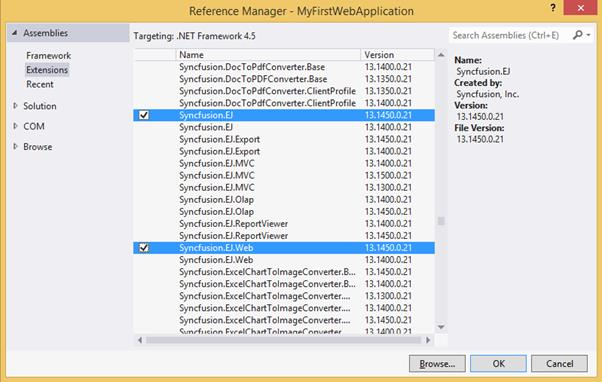 Reference Manager - MyFirstWebApplication
Assemblies
Framework
Extensions
Recent
Solution
COM
Browse
Targeting: .NET Framework 4.5
Search Assemblies (Ctrl+E)
Name Version
Syncfusion.DocToPdfConverter.Base 13.1400.0.21
Syncfusion.DocToPDFConverter.Base 13.1350.0.21
Syncfusion.DocToPdfConverter.ClientProfile 13.1350.0.21
Syncfusion.DocToPdfConverter.ClientProfile 13.1400.0.21
Syncfusion.EJ 13.1450.0.21
Syncfusion.EJ 13.1400.0.21
Syncfusion.EJ.Export 13.1450.0.21
Syncfusion.EJ.Export 13.1400.0.21
Syncfusion.EJ.MVC 13.1400.0.21
Syncfusion.EJ.MVC 13.1500.0.21
Syncfusion.EJ.MVC 13.1300.0.21
Syncfusion.EJ.Olap 13.1400.0.21
Syncfusion.EJ.Olap 13.1450.0.21
Syncfusion.EJ.ReportViewer 13.1400.0.21
Syncfusion.EJ.ReportViewer 13.1450.0.21
Syncfusion.EJ.Web 13.1450.0.21
Syncfusion.EJ.Web 13.1400.0.21
Syncfusion.ExcelChartToImageConverter.B... 13.1400.0.21
Syncfusion.ExcelChartToImageConverter.B... 13.1450.0.21
Syncfusion.ExcelChartToImageConverter.... 13.1300.0.21
Syncfusion.ExcelChartToImageConverter.... 13.1400.0.21
Syncfusion.ExcelChartToImageConverter.... 13.1450.0.21
Name:
Syncfusion.EJ
Created by:
Syncfusion, Inc.
Version:
13.1450.0.21
File Version:
13.1450.0.21
Browse...
OK
Cancel